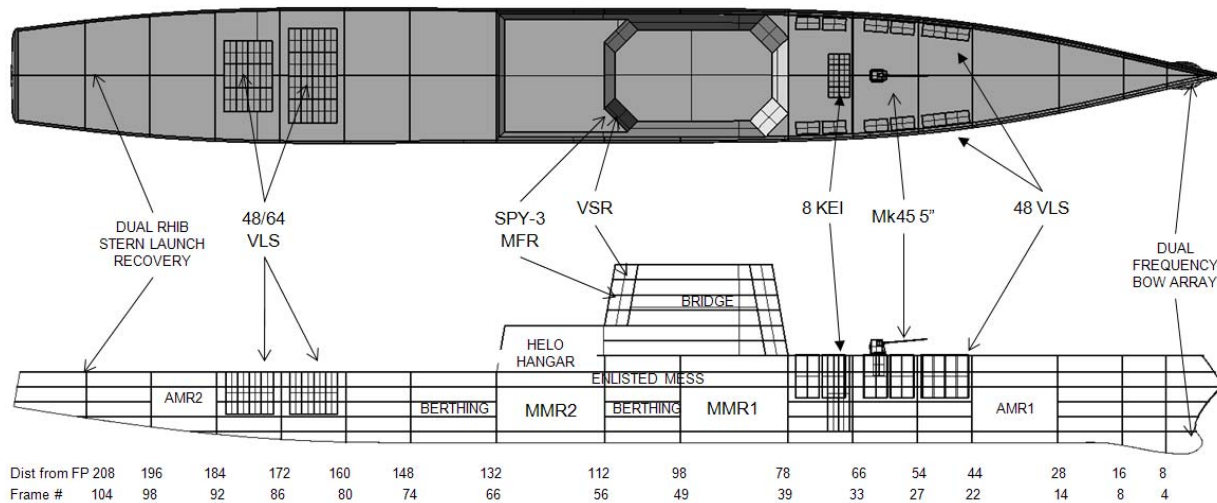 DUAL RHIB
STERN LAUNCH
RECOVERY
48/64
VLS
SPY-3
MFR
VSR
8 KEI
Mk45 5”
48 VLS
DUAL
FREQUENCY
BOW ARRAY
BRIDGE
HELO
HANGAR
ENLISTED MESS
AMR2
BERTHING
MMR2
BERTHING
MMR1
AMR1
Dist from FP 208 196 184 172 160 148 132 112 98 78 66 54 44 28 16 8
Frame # 104 98 92 86 80 74 66 56 49 39 33 27 22 14 8 4